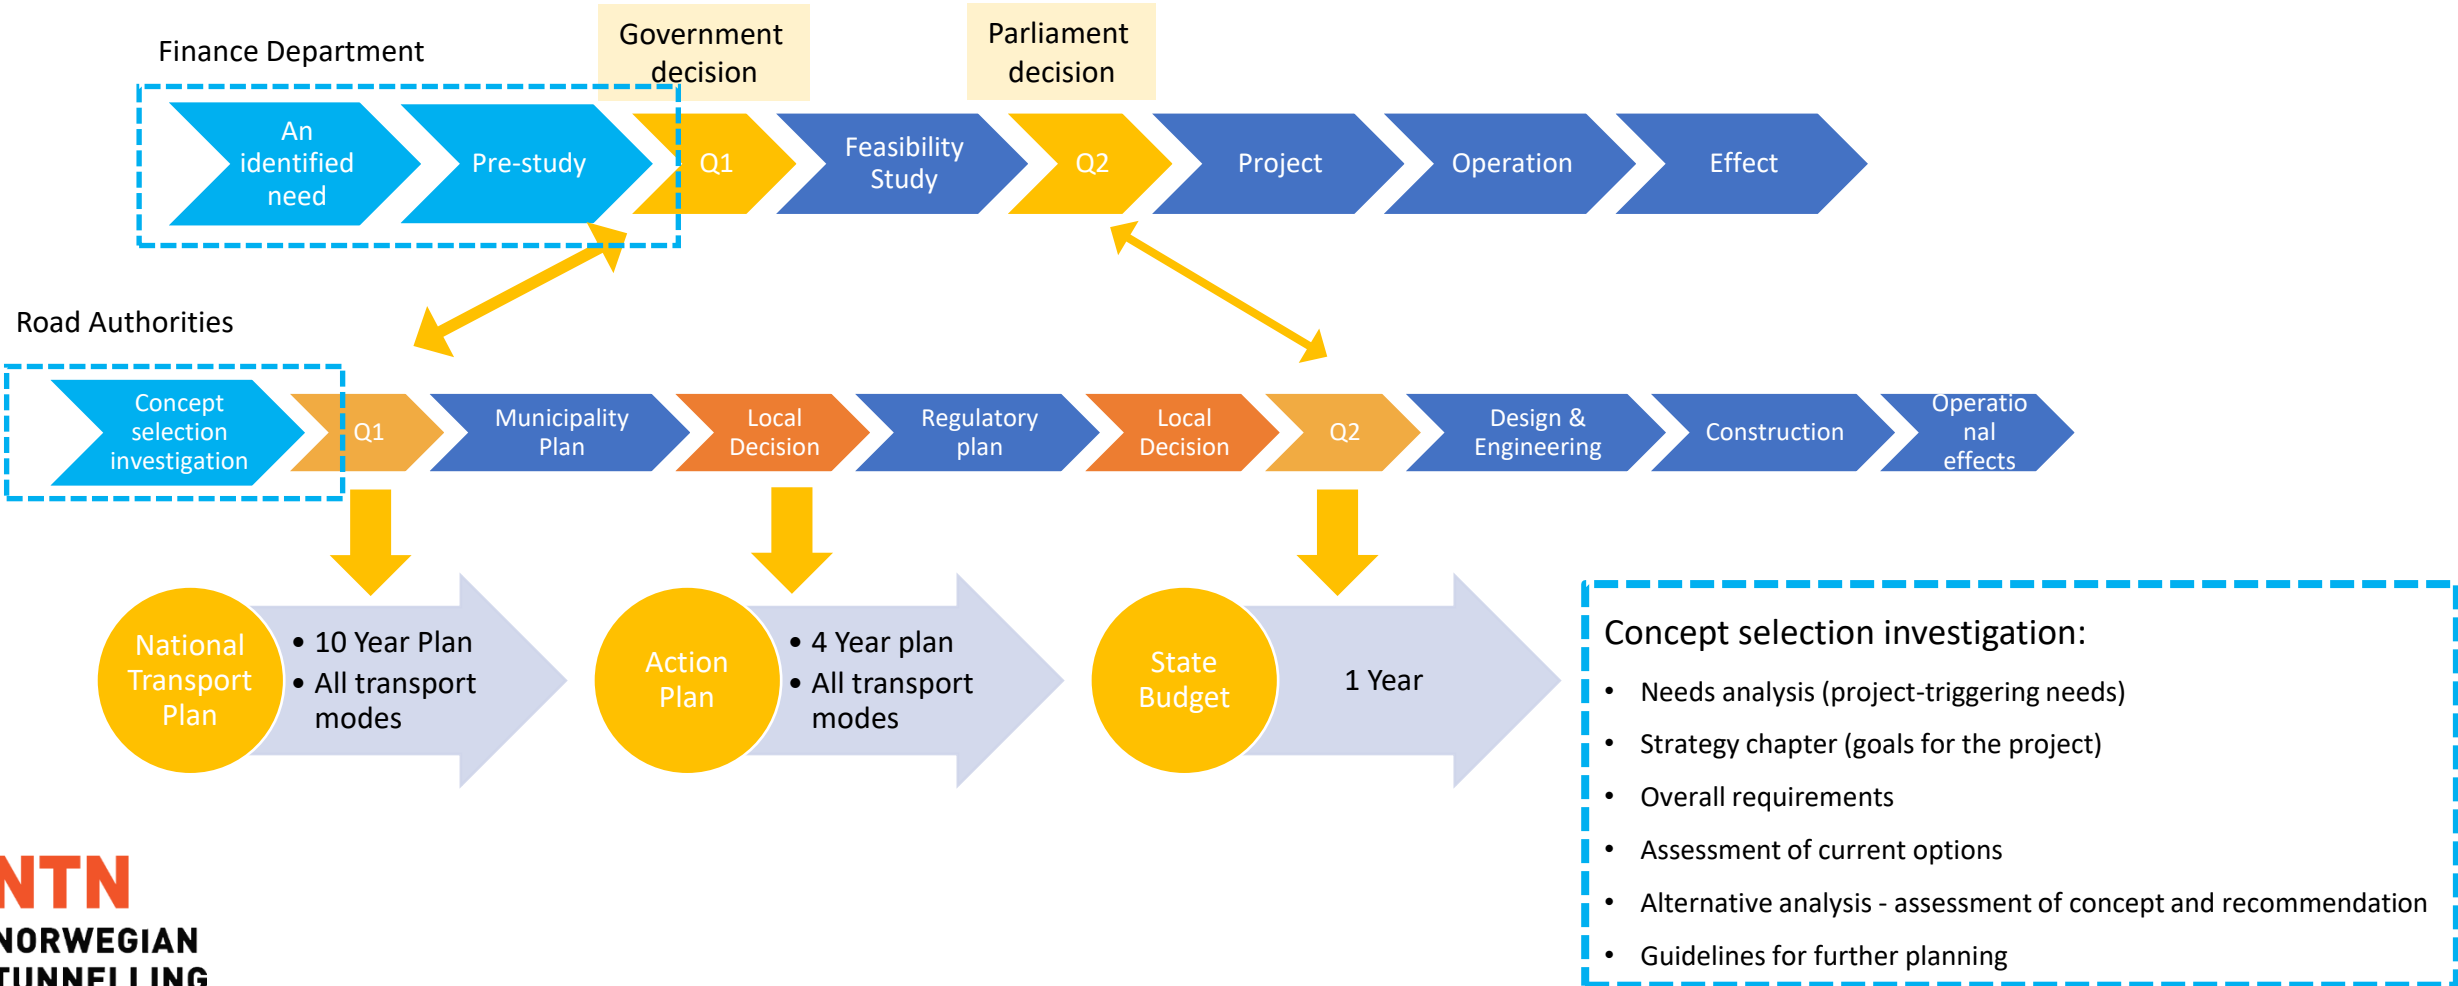 Finance Department
Government
decision
Parliament
decision
An
identified
need
Pre-study
Q1
Feasibility
Study
Q2
Project
Operation
Effect
Road Authorities
Concept
selection
investigation
Q1
Municipality
Plan
Local
Decision
Regulatory
plan
Local
Decision
Q2
Design &
Engineering
Construction
Operatio
nal
effects
National
Transport
Plan
• 10 Year Plan
• All transport
modes
Action
Plan
• 4 Year plan
• All transport
modes
State
Budget
1 Year
Concept selection investigation:
• Needs analysis (project-triggering needs)
• Strategy chapter (goals for the project)
• Overall requirements
• Assessment of current options
• Alternative analysis - assessment of concept and recommendation
• Guidelines for further planning
NTN
NORWEGIAN
TUNNELLING